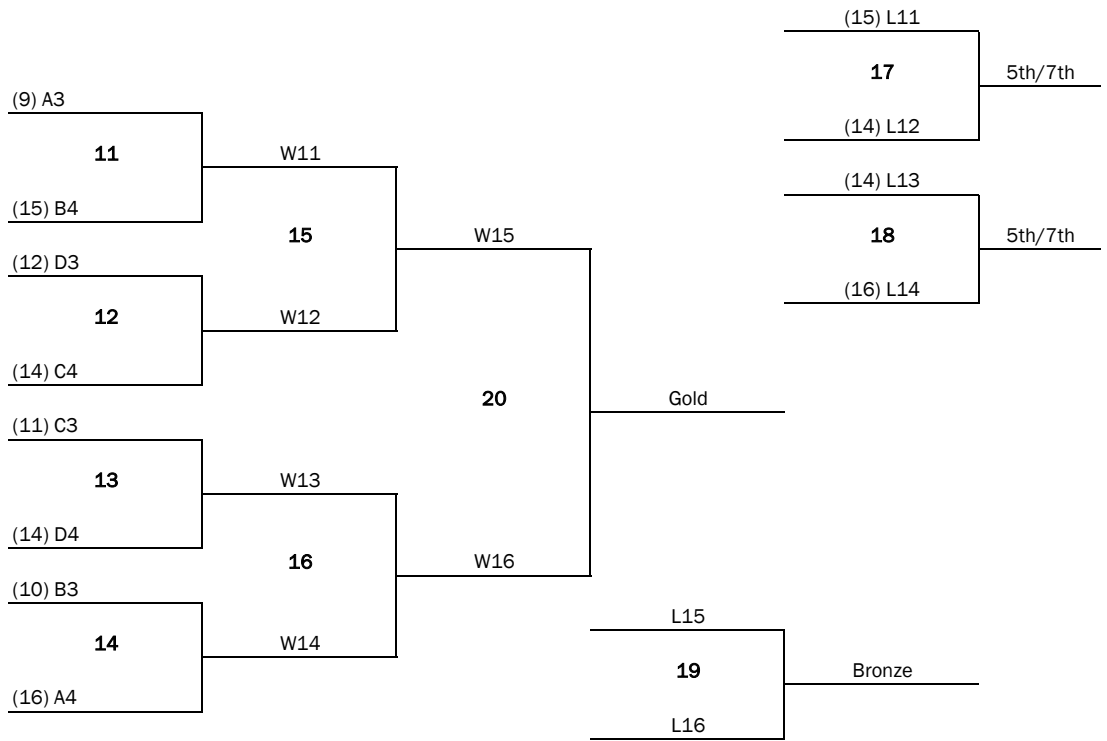 (15) L11
17
5th/7th
(9) A3
(14) L12
11
W11
(15) B4
(14) L13
15
W15
18
5th/7th
(12) D3
(16) L14
12
W12
(14) C4
20
Gold
(11) C3
13
W13
(14) D4
16
W16
(10) B3
L15
14
W14
19
Bronze
(16) A4
L16